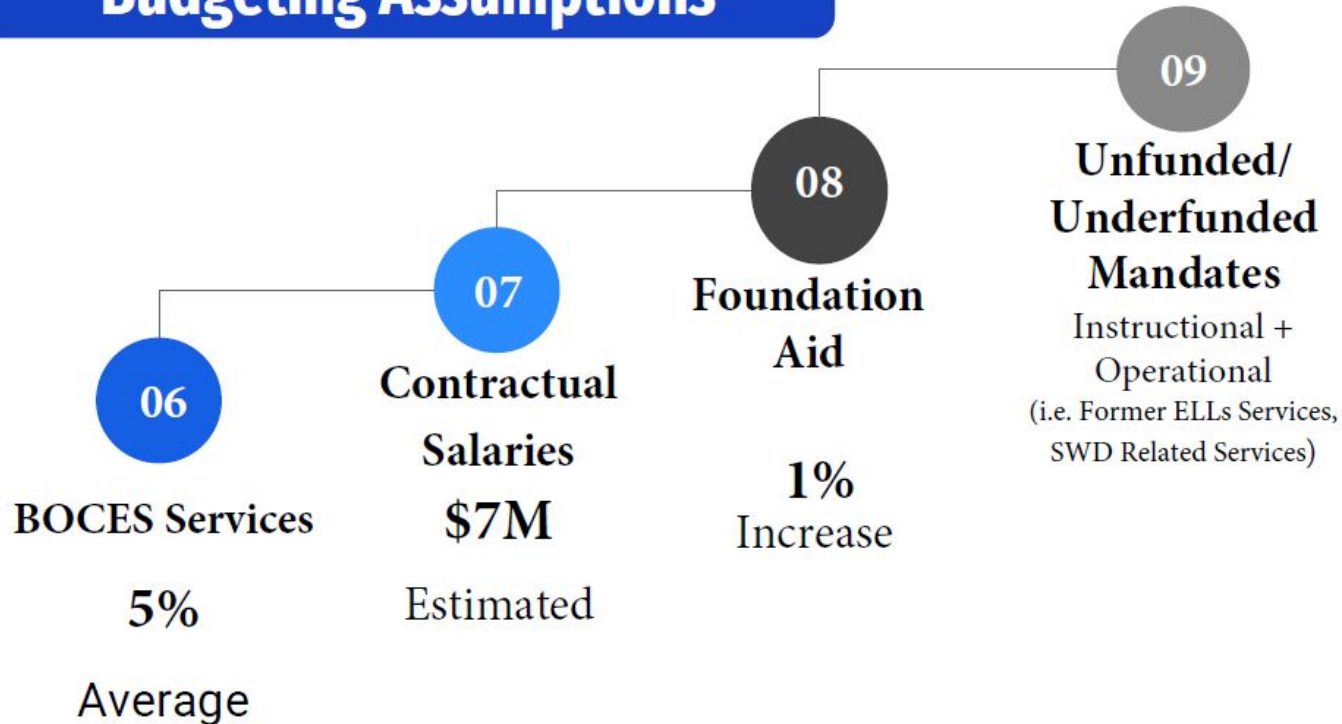 Budgeting Assumptions
06
BOCES Services
5%
Average
07
Contractual
Salaries
$7M
Estimated
08
Foundation
Aid
1%
Increase
09
Unfunded/
Underfunded
Mandates
Instructional +
Operational
(i.e. Former ELLs Services,
SWD Related Services)